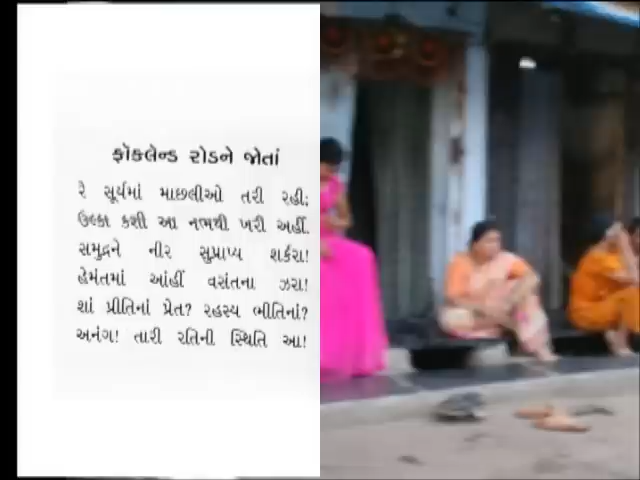 ફૉકલેન્ડ રોડને જોતાં
રે સૂર્યમાં માછલીઓ તરી રહી;
ઉલ્કા કશી આ નભથી ખરી અહીં.
સમુદ્રને નીર સુપ્રાપ્ય શર્કરા!
હેમંતમાં આંહીં વસંતના ઝરા!
શાં પ્રીતિનાં પ્રેત? રહસ્ય ભીતિનાં?
અનંગ! તારી રતિની સ્થિતિ આ!